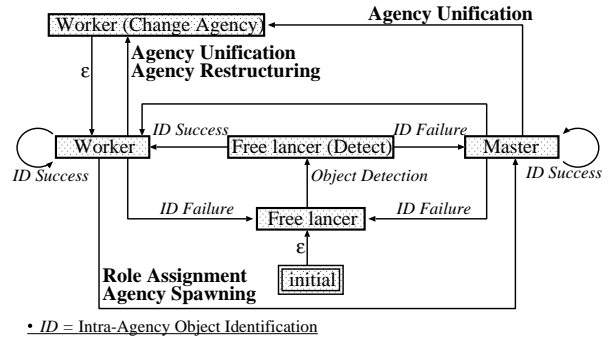 Agency Unification
Worker (Change Agency)
ε
Agency Unification
Agency Restructuring
ID Success
ID Failure
Worker
Free lancer (Detect)
Master
ID Success
Object Detection
ID Success
ID Failure
ID Failure
Free lancer
ε
Role Assignment
Agency Spawning
initial
• ID = Intra-Agency Object Identification